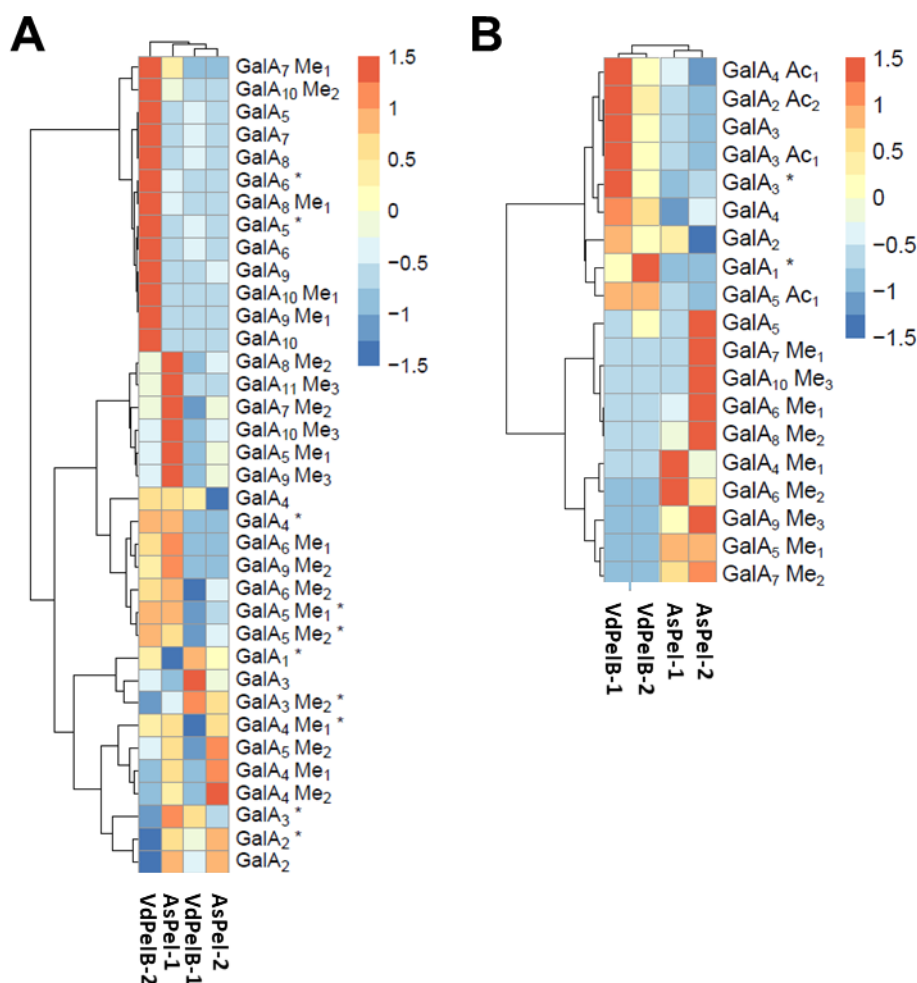 A
GalA₇ Me₁
GalA₁₀ Me₂
GalA₅
GalA₇
GalA₈
GalA₆ *
GalA₈ Me₁
GalA₅ *
GalA₆
GalA₉
GalA₁₀ Me₁
GalA₉ Me₁
GalA₁₀
GalA₈ Me₂
GalA₁₁ Me₃
GalA₇ Me₂
GalA₁₀ Me₃
GalA₅ Me₁
GalA₉ Me₃
GalA₄
GalA₄ *
GalA₆ Me₁
GalA₉ Me₂
GalA₆ Me₂
GalA₅ Me₁ *
GalA₅ Me₂ *
GalA₁ *
GalA₃
GalA₃ Me₂ *
GalA₄ Me₁ *
GalA₅ Me₂
GalA₄ Me₁
GalA₄ Me₂
GalA₃ *
GalA₂ *
GalA₂
1.5
1
0.5
0
−0.5
−1
−1.5
VdPelB-2
AsPel-1
VdPelB-1
AsPel-2
B
GalA₄ Ac₁
GalA₂ Ac₂
GalA₃
GalA₃ Ac₁
GalA₃ *
GalA₄
GalA₂
GalA₁ *
GalA₅ Ac₁
GalA₅
GalA₇ Me₁
GalA₁₀ Me₃
GalA₆ Me₁
GalA₈ Me₂
GalA₄ Me₁
GalA₆ Me₂
GalA₉ Me₃
GalA₅ Me₁
GalA₇ Me₂
1.5
1
0.5
0
−0.5
−1
−1.5
VdPelB-1
VdPelB-2
AsPel-1
AsPel-2